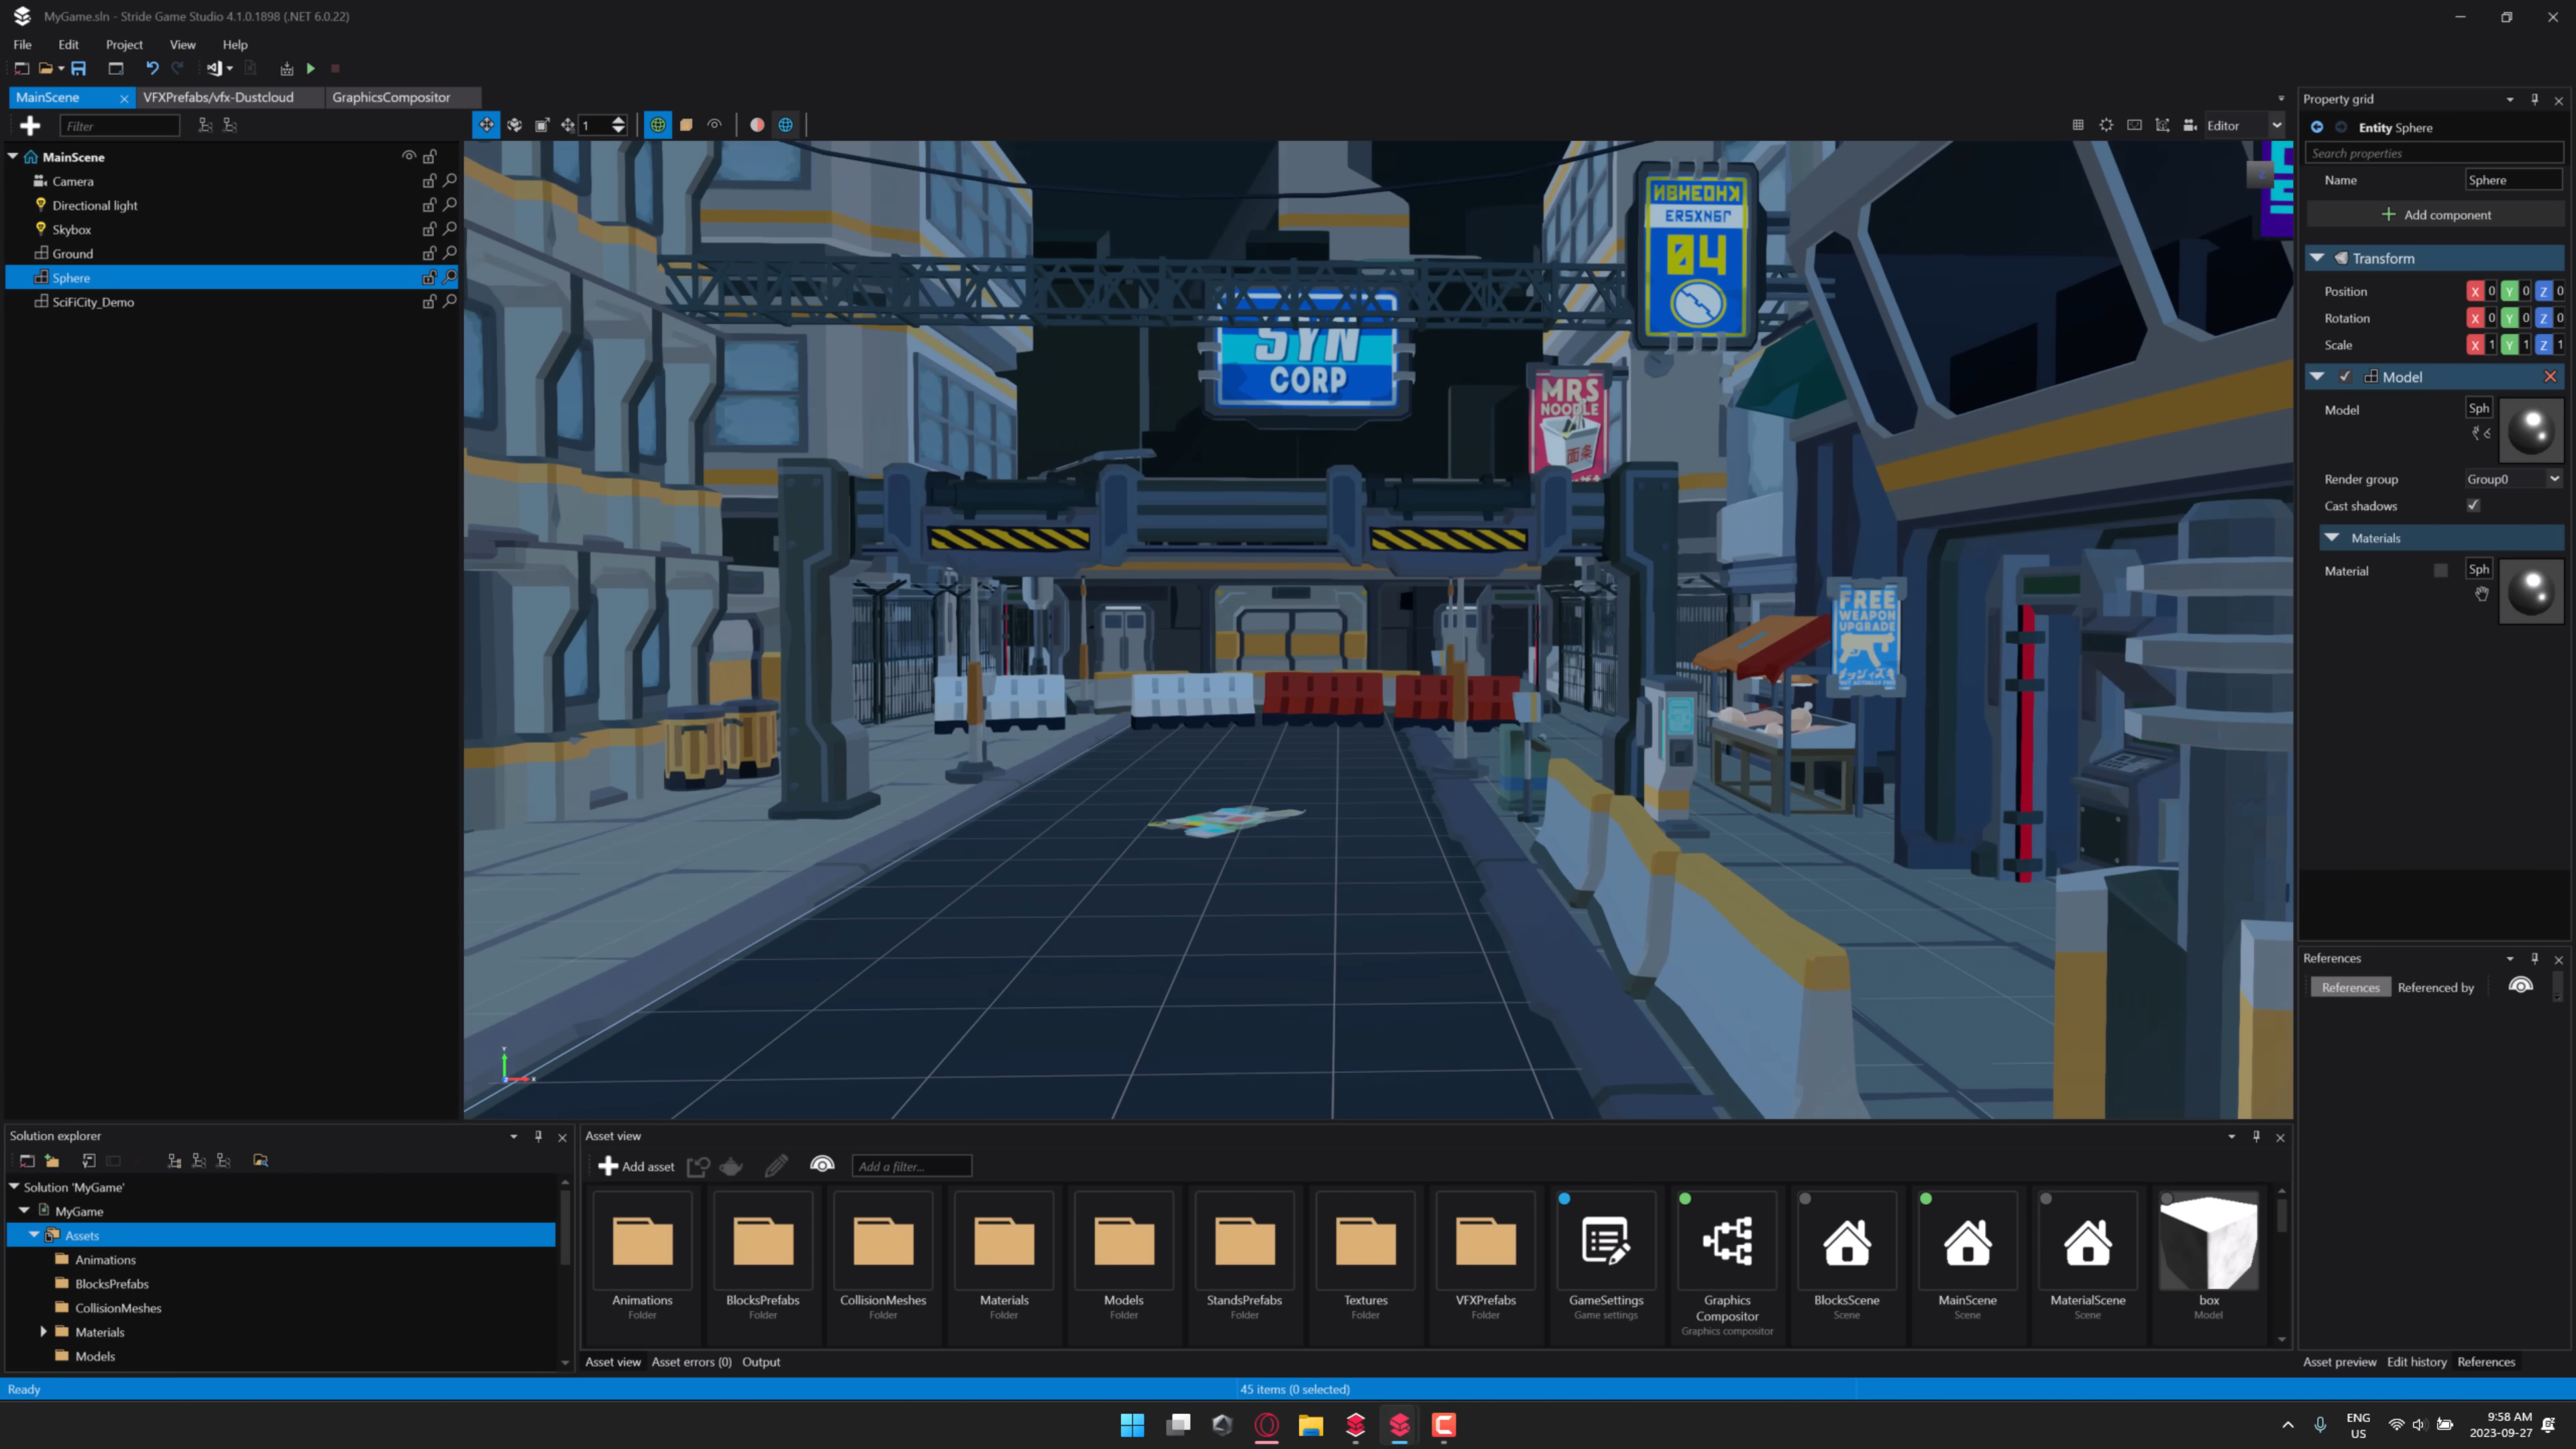 MyGame.sln - Stride Game Studio 4.1.0.1898 (.NET 6.0.22)
File Edit Project View Help
MainScene VFXPrefabs/vfx-Dustcloud GraphicsCompositor
Filter
1
Editor
MainScene
Camera
Directional light
Skybox
Ground
Sphere
SciFiCity_Demo
04
SYN
CORP
MRS
NOODLE
面条
FREE
WEAPON
UPGRADE
Property grid
Entity Sphere
Search properties
Name Sphere
Add component
Transform
Position X 0 Y 0 Z 0
Rotation X 0 Y 0 Z 0
Scale X 1 Y 1 Z 1
Model
Model Sph
Render group Group0
Cast shadows
Materials
Material Sph
References
References Referenced by
Solution explorer
Solution 'MyGame'
MyGame
Assets
Animations
BlocksPrefabs
CollisionMeshes
Materials
Models
Asset view
Add asset Add a filter...
Animations BlocksPrefabs CollisionMeshes Materials Models StandsPrefabs Textures VFXPrefabs GameSettings Graphics Compositor BlocksScene MainScene MaterialScene box
Folder Folder Folder Folder Folder Folder Folder Folder Game settings Graphics compositor Scene Scene Scene Model
Asset view Asset errors (0) Output
Asset preview Edit history References
Ready 45 items (0 selected)
ENG
US
9:58 AM
2023-09-27